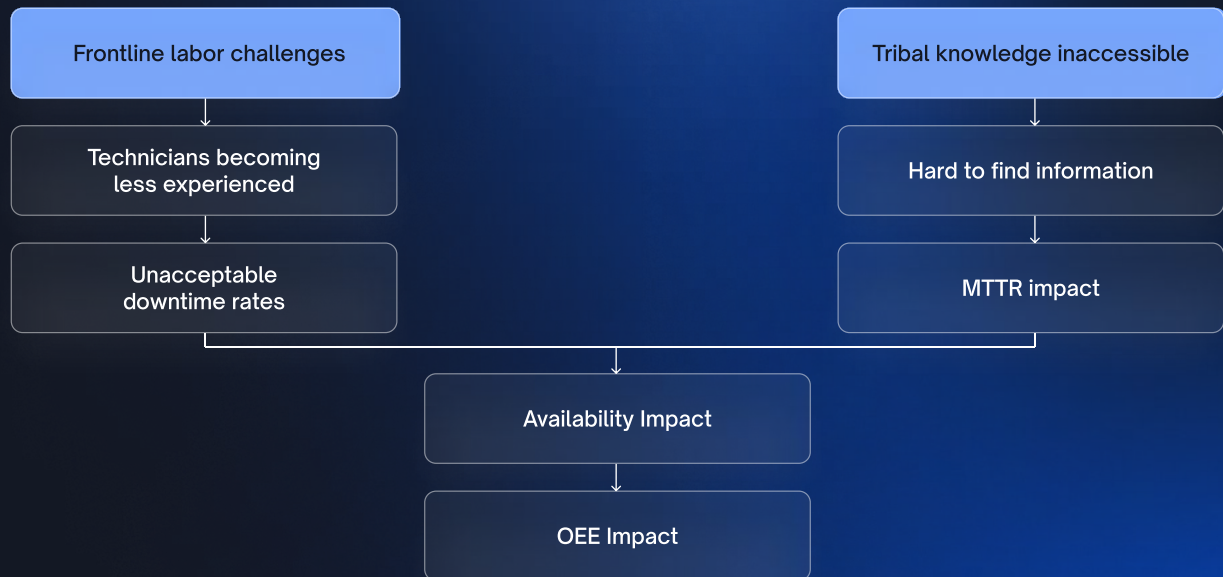 Frontline labor challenges
Tribal knowledge inaccessible
Technicians becoming
less experienced
Hard to find information
Unacceptable
downtime rates
MTTR impact
Availability Impact
OEE Impact